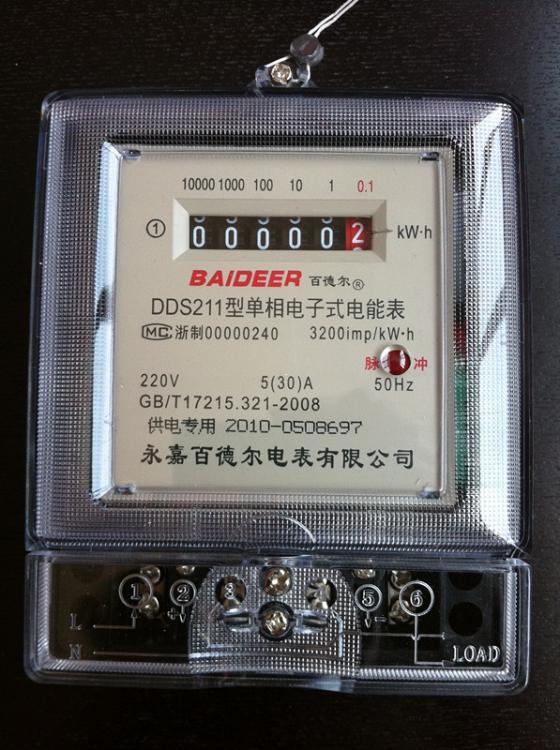 10000 1000 100 10 1 0.1
① 0 0 0 0 0 2 kW·h
BAIDEER 百德尔®
DDS211型单相电子式电能表
MC 浙制00000240 3200imp/kW·h
脉 冲
220V 5(30)A 50Hz
GB/T17215.321-2008
供电专用 2010-0508697
永嘉百德尔电表有限公司
1 2 3 5 6
L
N LOAD